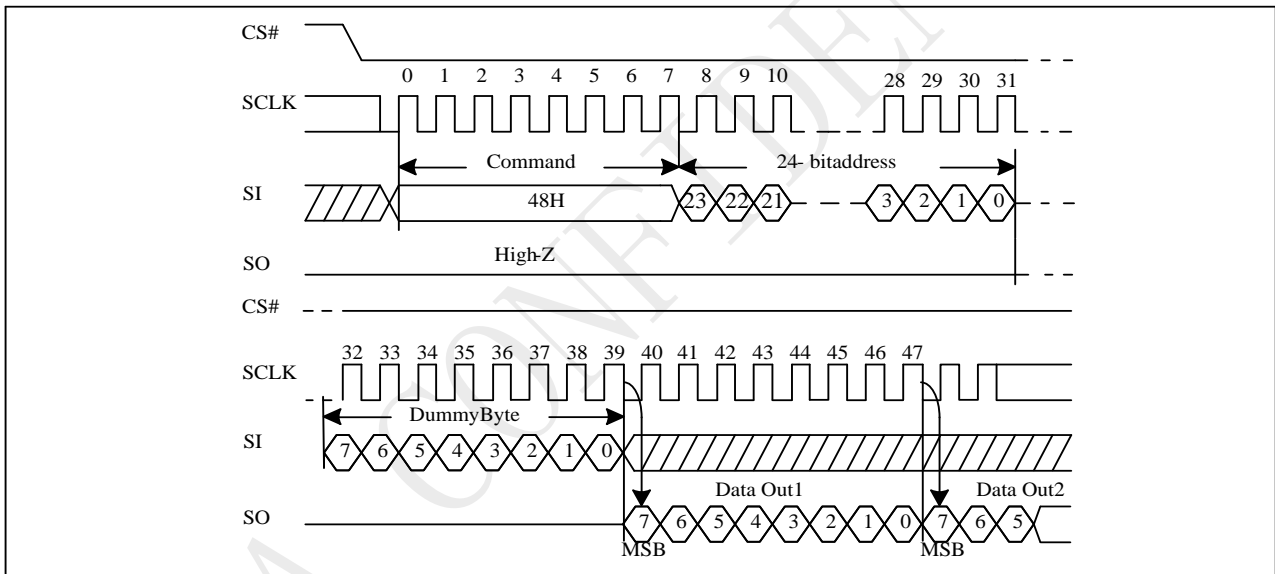 CS#
0 1 2 3 4 5 6 7 8 9 10 28 29 30 31
SCLK
Command 24- bitaddress
SI 48H 23 22 21 3 2 1 0
High-Z
SO
CS#
32 33 34 35 36 37 38 39 40 41 42 43 44 45 46 47
SCLK
DummyByte
SI 7 6 5 4 3 2 1 0
Data Out1 Data Out2
SO 7 6 5 4 3 2 1 0 7 6 5
MSB MSB